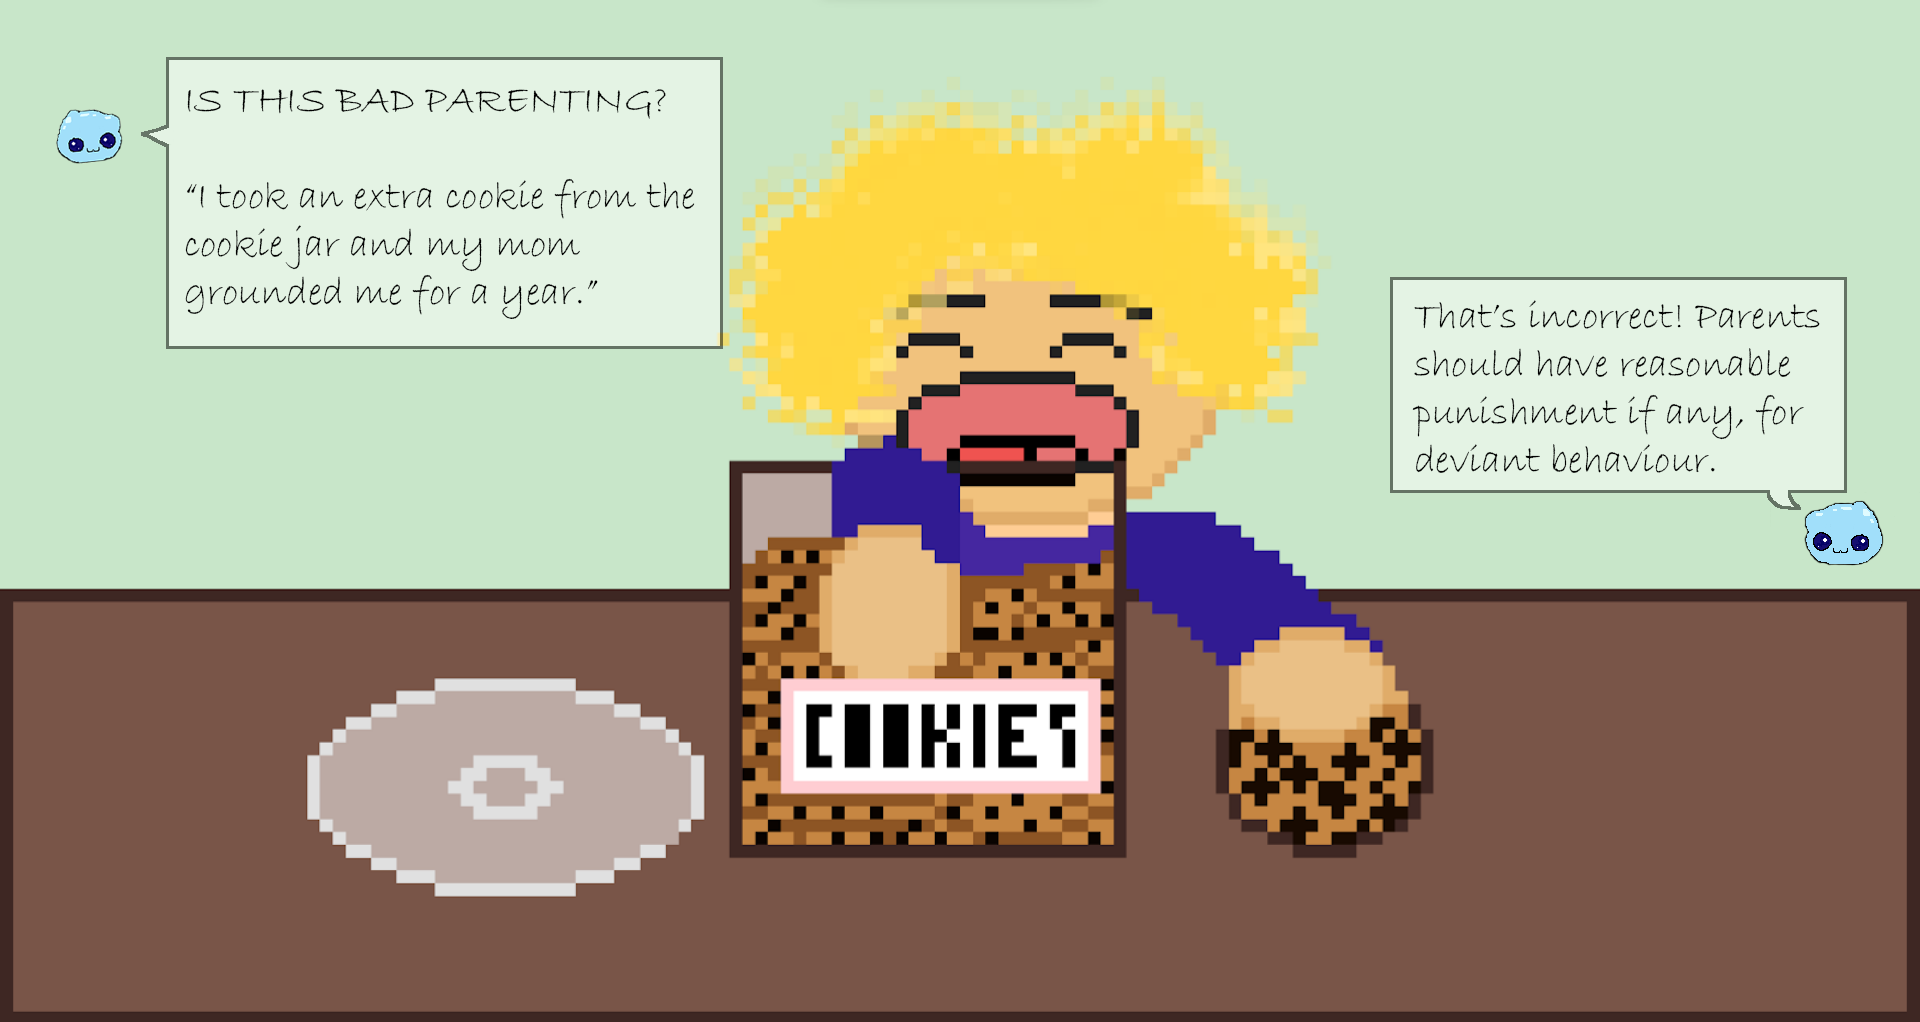 IS THIS BAD PARENTING?
“I took an extra cookie from the
cookie jar and my mom
grounded me for a year.”
That's incorrect! Parents
should have reasonable
punishment if any, for
deviant behaviour.
COOKIES